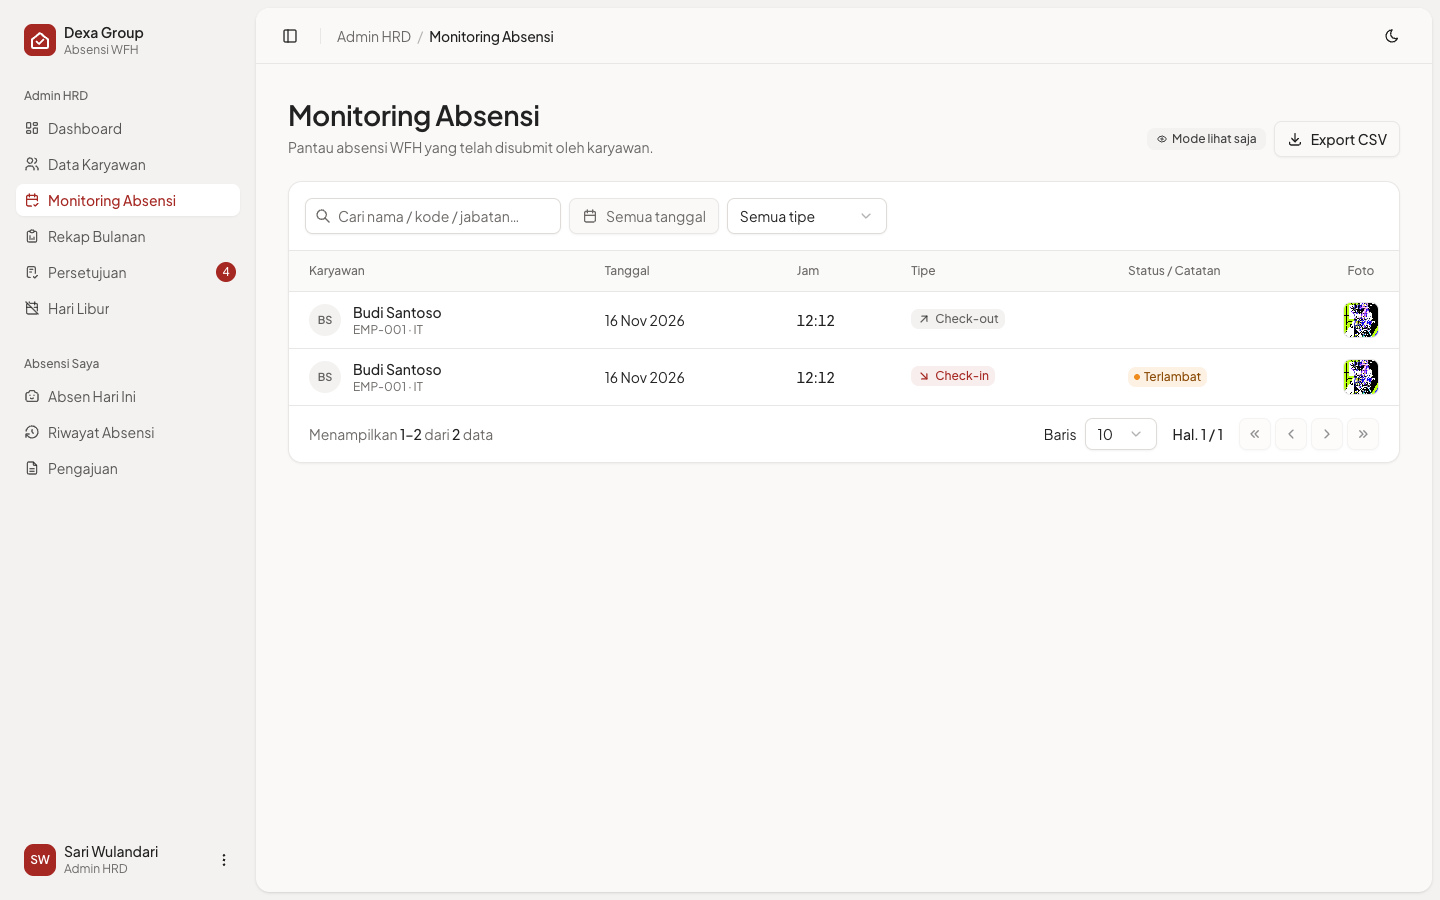 Dexa Group
Absensi WFH
Admin HRD
Dashboard
Data Karyawan
Monitoring Absensi
Rekap Bulanan
Persetujuan 4
Hari Libur
Absensi Saya
Absen Hari Ini
Riwayat Absensi
Pengajuan
SW Sari Wulandari
Admin HRD
Admin HRD / Monitoring Absensi
Monitoring Absensi
Pantau absensi WFH yang telah disubmit oleh karyawan.
Mode lihat saja
Export CSV
Cari nama / kode / jabatan...
Semua tanggal
Semua tipe
Karyawan Tanggal Jam Tipe Status / Catatan Foto
BS Budi Santoso 16 Nov 2026 12:12 Check-out
EMP-001 · IT
BS Budi Santoso 16 Nov 2026 12:12 Check-in Terlambat
EMP-001 · IT
Menampilkan 1–2 dari 2 data
Baris 10 Hal. 1 / 1